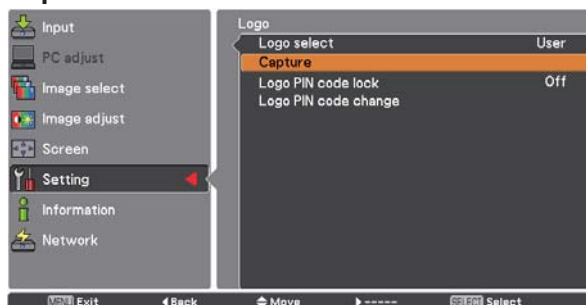 Input
PC adjust
Image select
Image adjust
Screen
Setting
Information
Network
Logo
Logo select User
Capture
Logo PIN code lock Off
Logo PIN code change
MENU Exit ◀Back ◆Move ▶----- SELECT Select